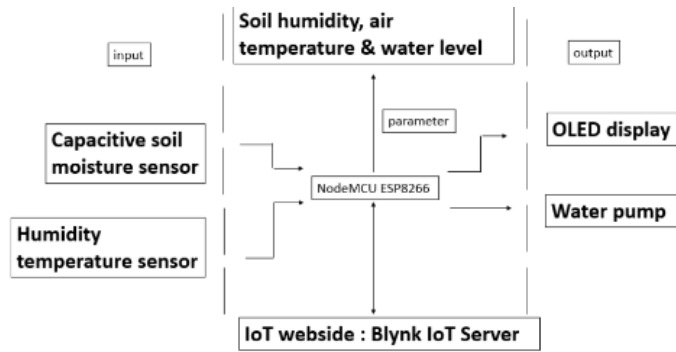 Soil humidity, air
temperature & water level
input
output
parameter
Capacitive soil
moisture sensor
OLED display
NodeMCU ESP8266
Water pump
Humidity
temperature sensor
IoT webside : Blynk IoT Server